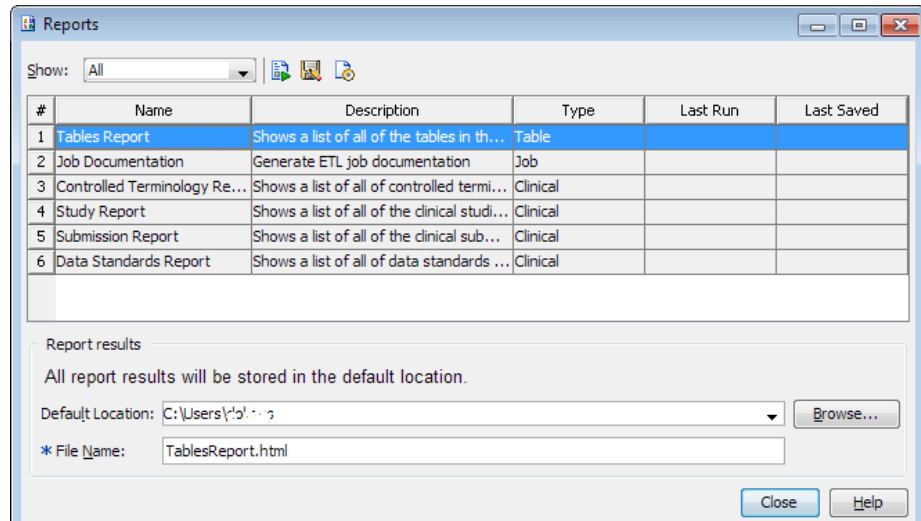 Reports
Show: All
# Name Description Type Last Run Last Saved
1 Tables Report Shows a list of all of the tables in th... Table
2 Job Documentation Generate ETL job documentation Job
3 Controlled Terminology Re... Shows a list of all of controlled termi... Clinical
4 Study Report Shows a list of all of the clinical studi... Clinical
5 Submission Report Shows a list of all of the clinical sub... Clinical
6 Data Standards Report Shows a list of all of data standards ... Clinical
Report results
All report results will be stored in the default location.
Default Location: C:\Users\ Browse...
* File Name: TablesReport.html
Close Help